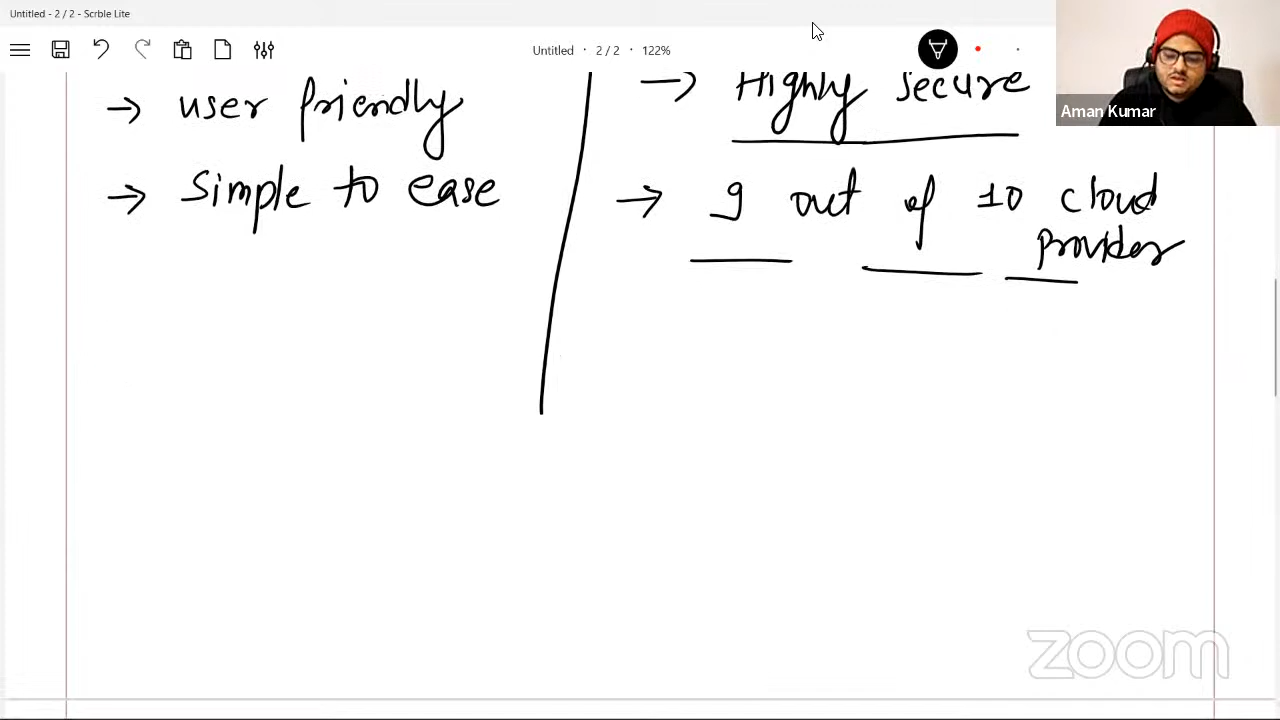 Untitled - 2 / 2 - Scrble Lite
Untitled · 2 / 2 · 122%
Aman Kumar
→ user friendly
→ Simple to ease
→ Highly secure
→ 9 out of 10 cloud
provider
zoom